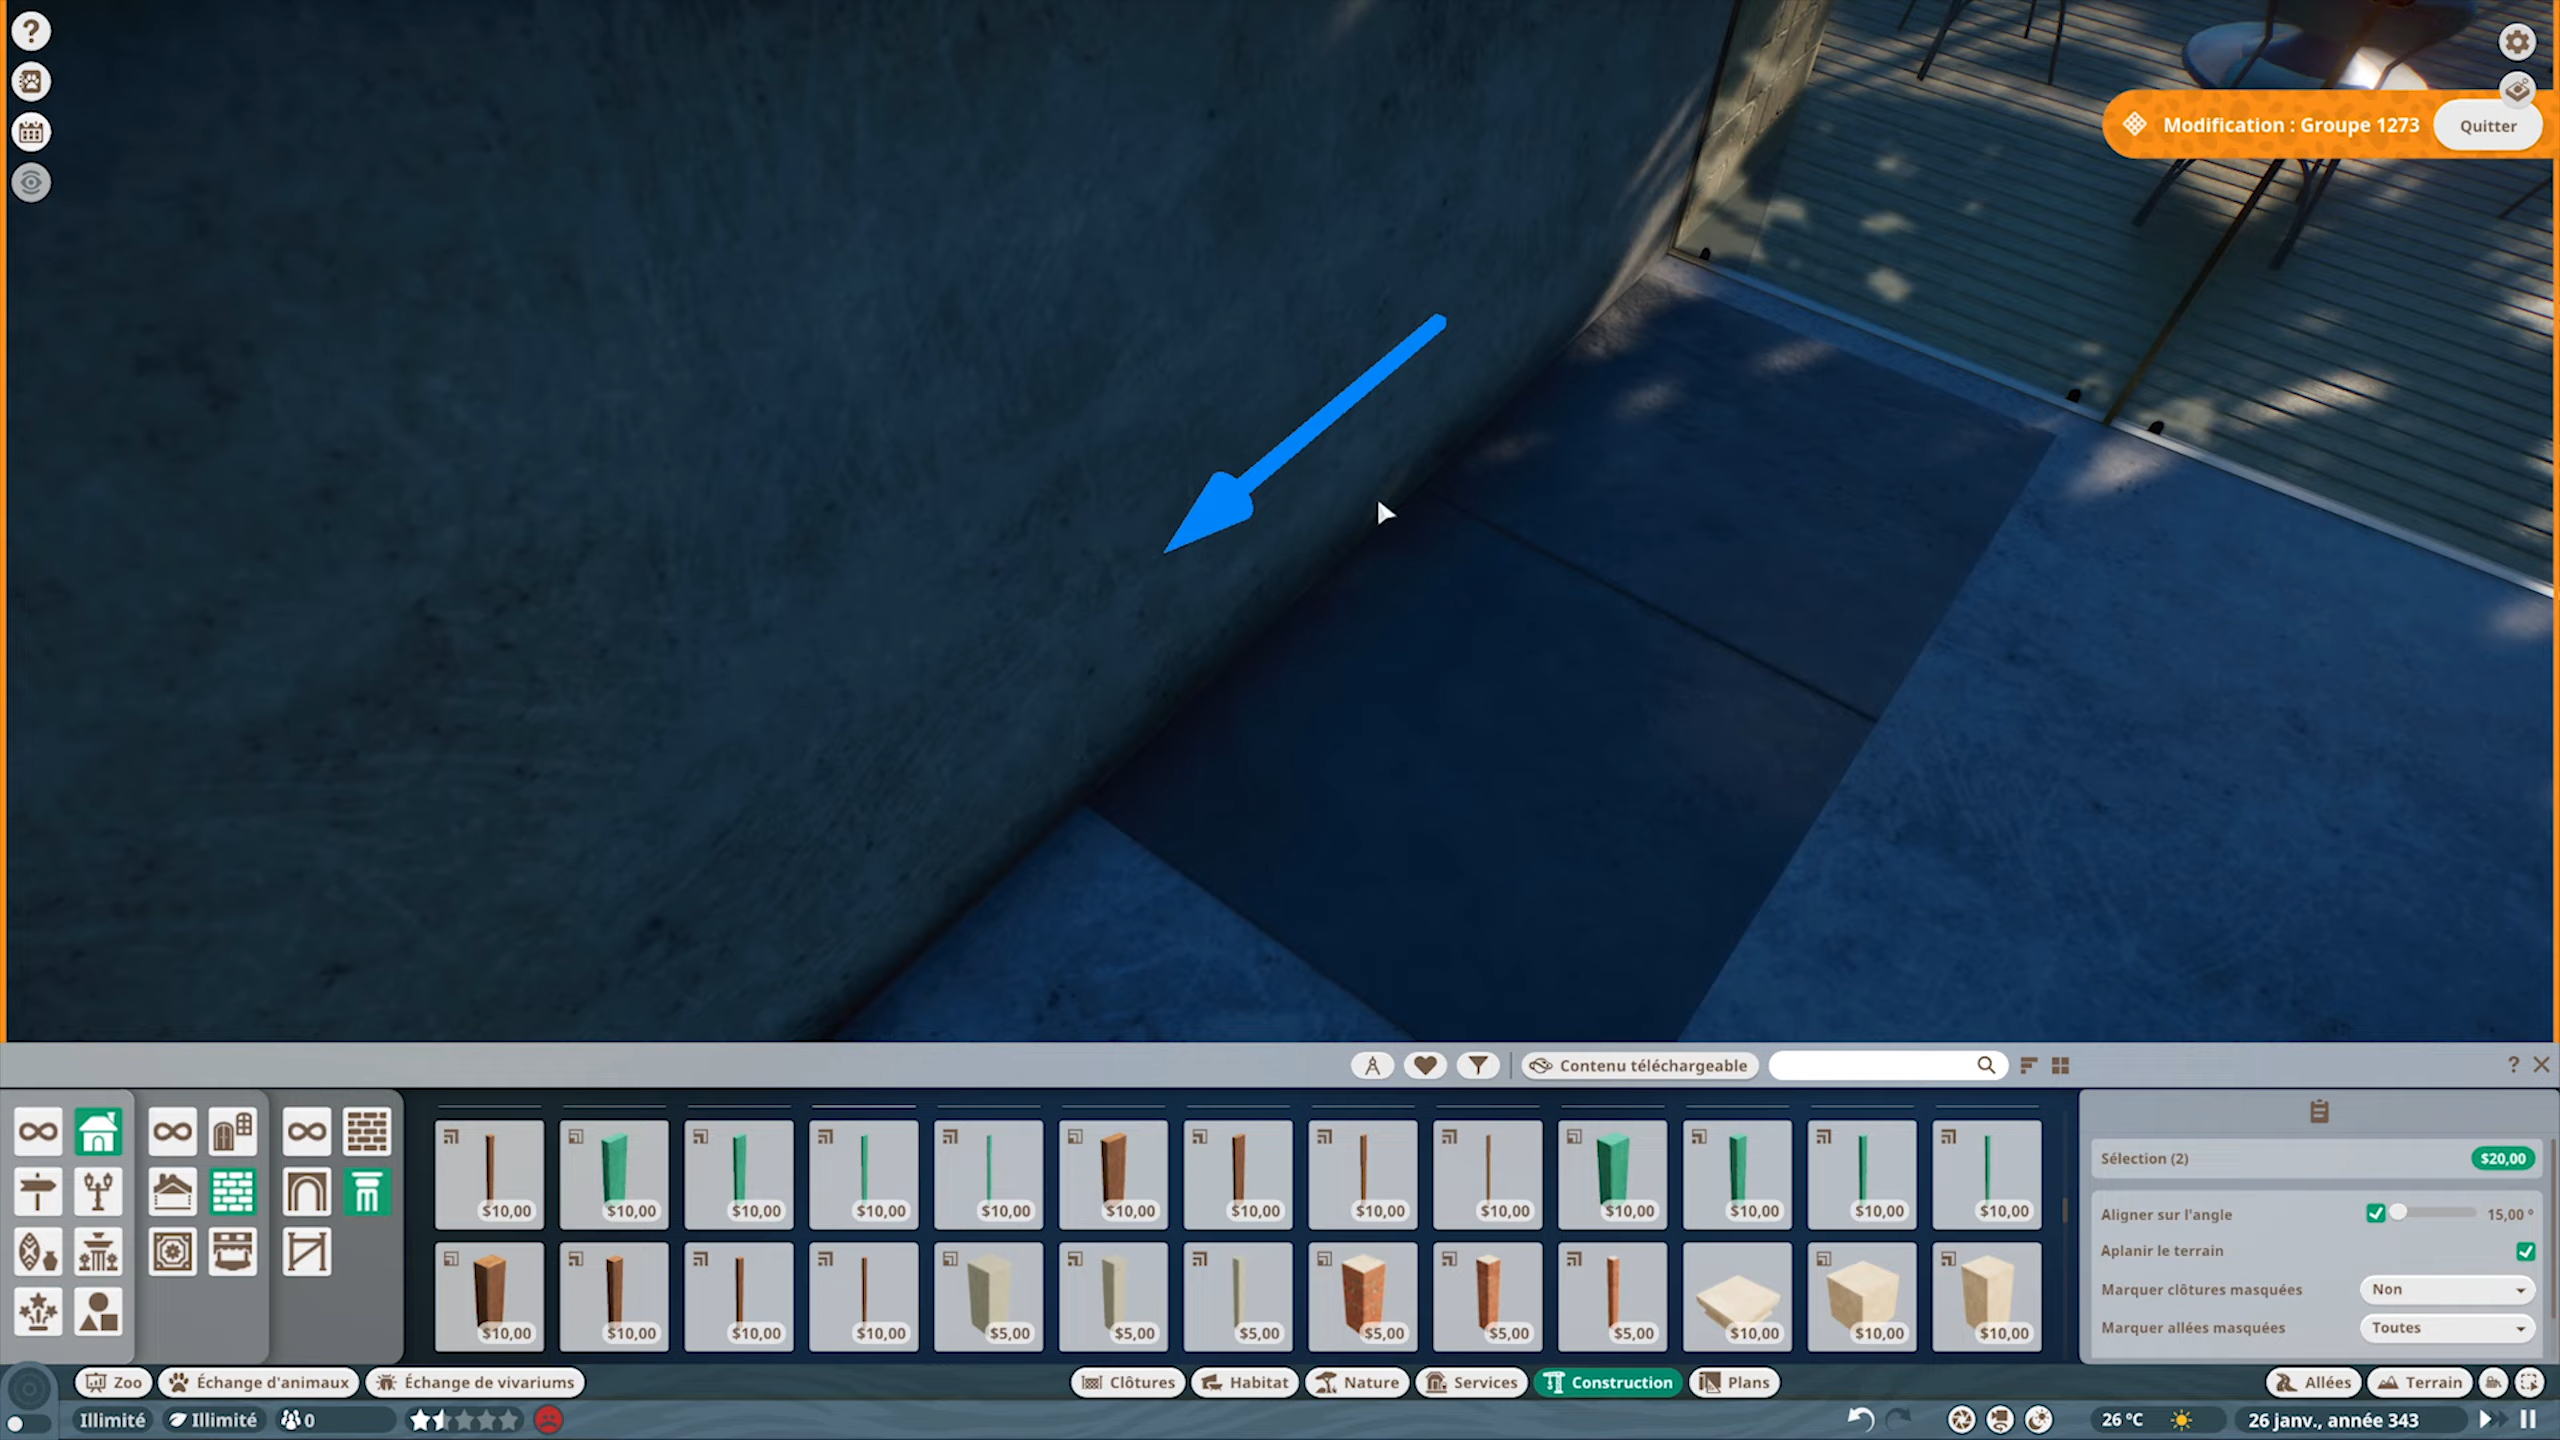 ?
Modification : Groupe 1273
Quitter
Contenu téléchargeable
?
$10,00 $10,00 $10,00 $10,00 $10,00 $10,00 $10,00 $10,00 $10,00 $10,00 $10,00 $10,00 $10,00
$10,00 $10,00 $10,00 $10,00 $5,00 $5,00 $5,00 $5,00 $5,00 $5,00 $10,00 $10,00 $10,00
Sélection (2) $20,00
Aligner sur l'angle 15,00 °
Aplanir le terrain
Marquer clôtures masquées Non
Marquer allées masquées Toutes
Zoo Échange d'animaux Échange de vivariums Clôtures Habitat Nature Services Construction Plans Allées Terrain
Illimité Illimité 0 26 °C 26 janv., année 343